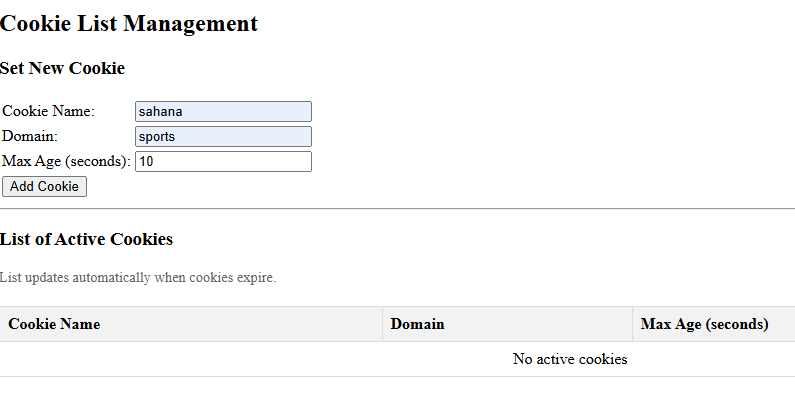 Cookie List Management
Set New Cookie
Cookie Name: sahana
Domain: sports
Max Age (seconds): 10
Add Cookie
List of Active Cookies
List updates automatically when cookies expire.
Cookie Name Domain Max Age (seconds)
No active cookies